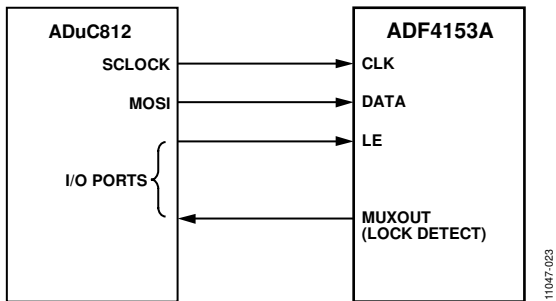 ADuC812
ADF4153A
SCLOCK
CLK
MOSI
DATA
LE
I/O PORTS
MUXOUT
(LOCK DETECT)
11047-023